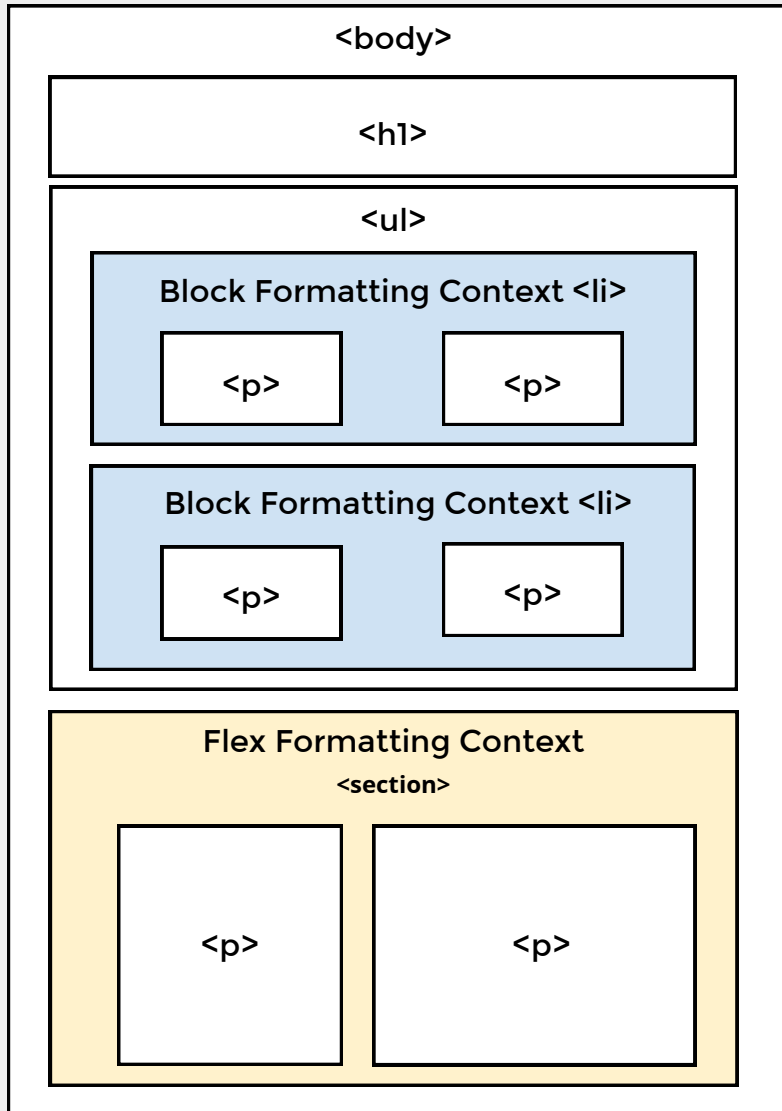 <body>
<h1>
<ul>
Block Formatting Context <li>
<p> <p>
Block Formatting Context <li>
<p> <p>
Flex Formatting Context
<section>
<p> <p>